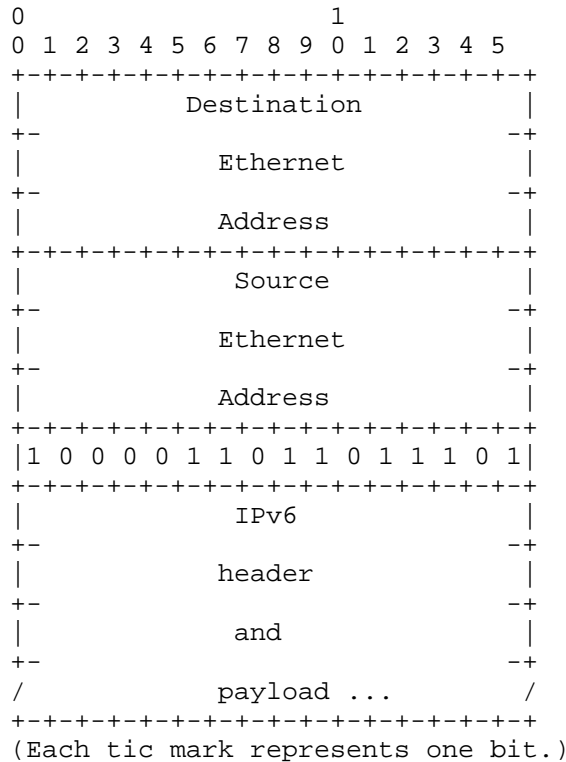 0                   1
0 1 2 3 4 5 6 7 8 9 0 1 2 3 4 5
+-+-+-+-+-+-+-+-+-+-+-+-+-+-+-+-+
|          Destination          |
+-                             -+
|            Ethernet           |
+-                             -+
|            Address            |
+-+-+-+-+-+-+-+-+-+-+-+-+-+-+-+-+
|             Source            |
+-                             -+
|            Ethernet           |
+-                             -+
|            Address            |
+-+-+-+-+-+-+-+-+-+-+-+-+-+-+-+-+
|1 0 0 0 0 1 1 0 1 1 0 1 1 1 0 1|
+-+-+-+-+-+-+-+-+-+-+-+-+-+-+-+-+
|             IPv6              |
+-                             -+
|            header             |
+-                             -+
|             and               |
+-                             -+
/            payload ...        /
+-+-+-+-+-+-+-+-+-+-+-+-+-+-+-+-+
(Each tic mark represents one bit.)